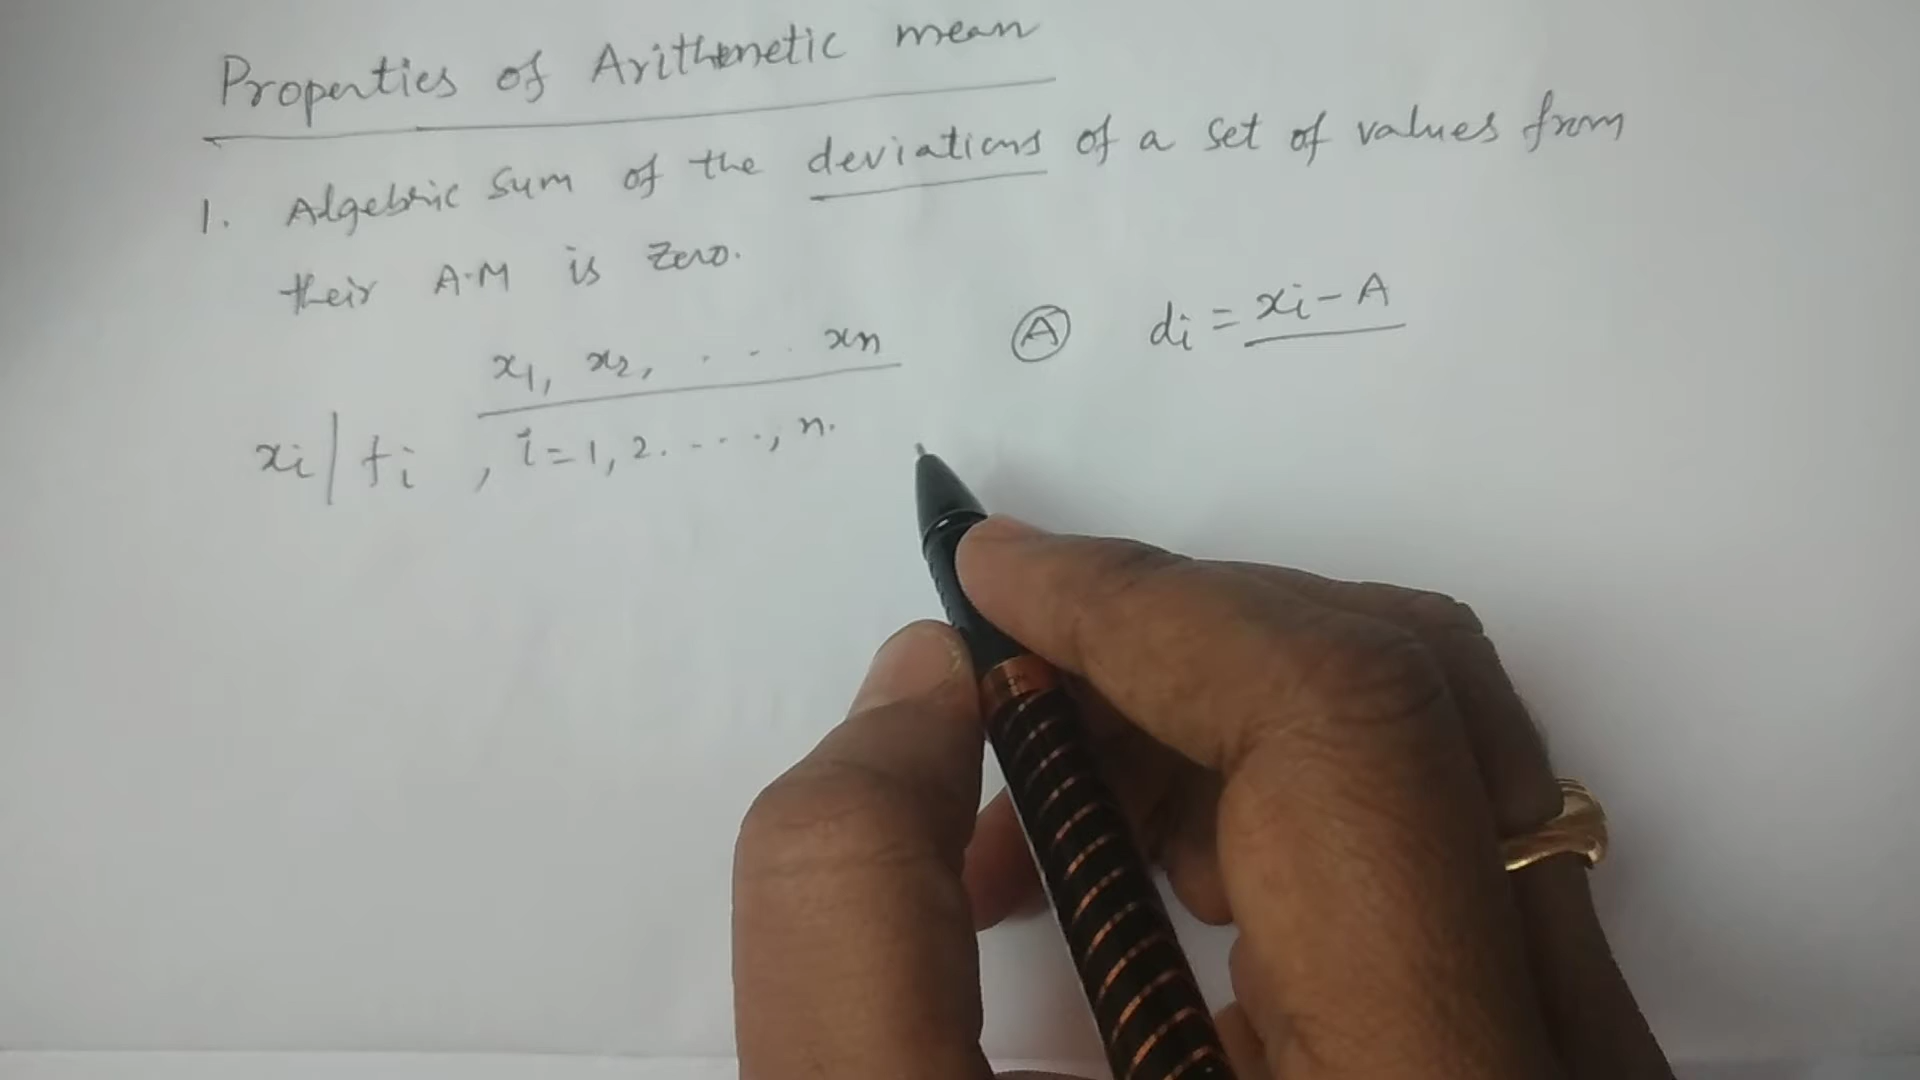 Properties of Arithmetic mean
1. Algebric sum of the deviations of a set of values from
their A.M is zero.
x1, x2, . - . xn
A di = xi - A
xi | fi , i=1, 2. - - ., n.